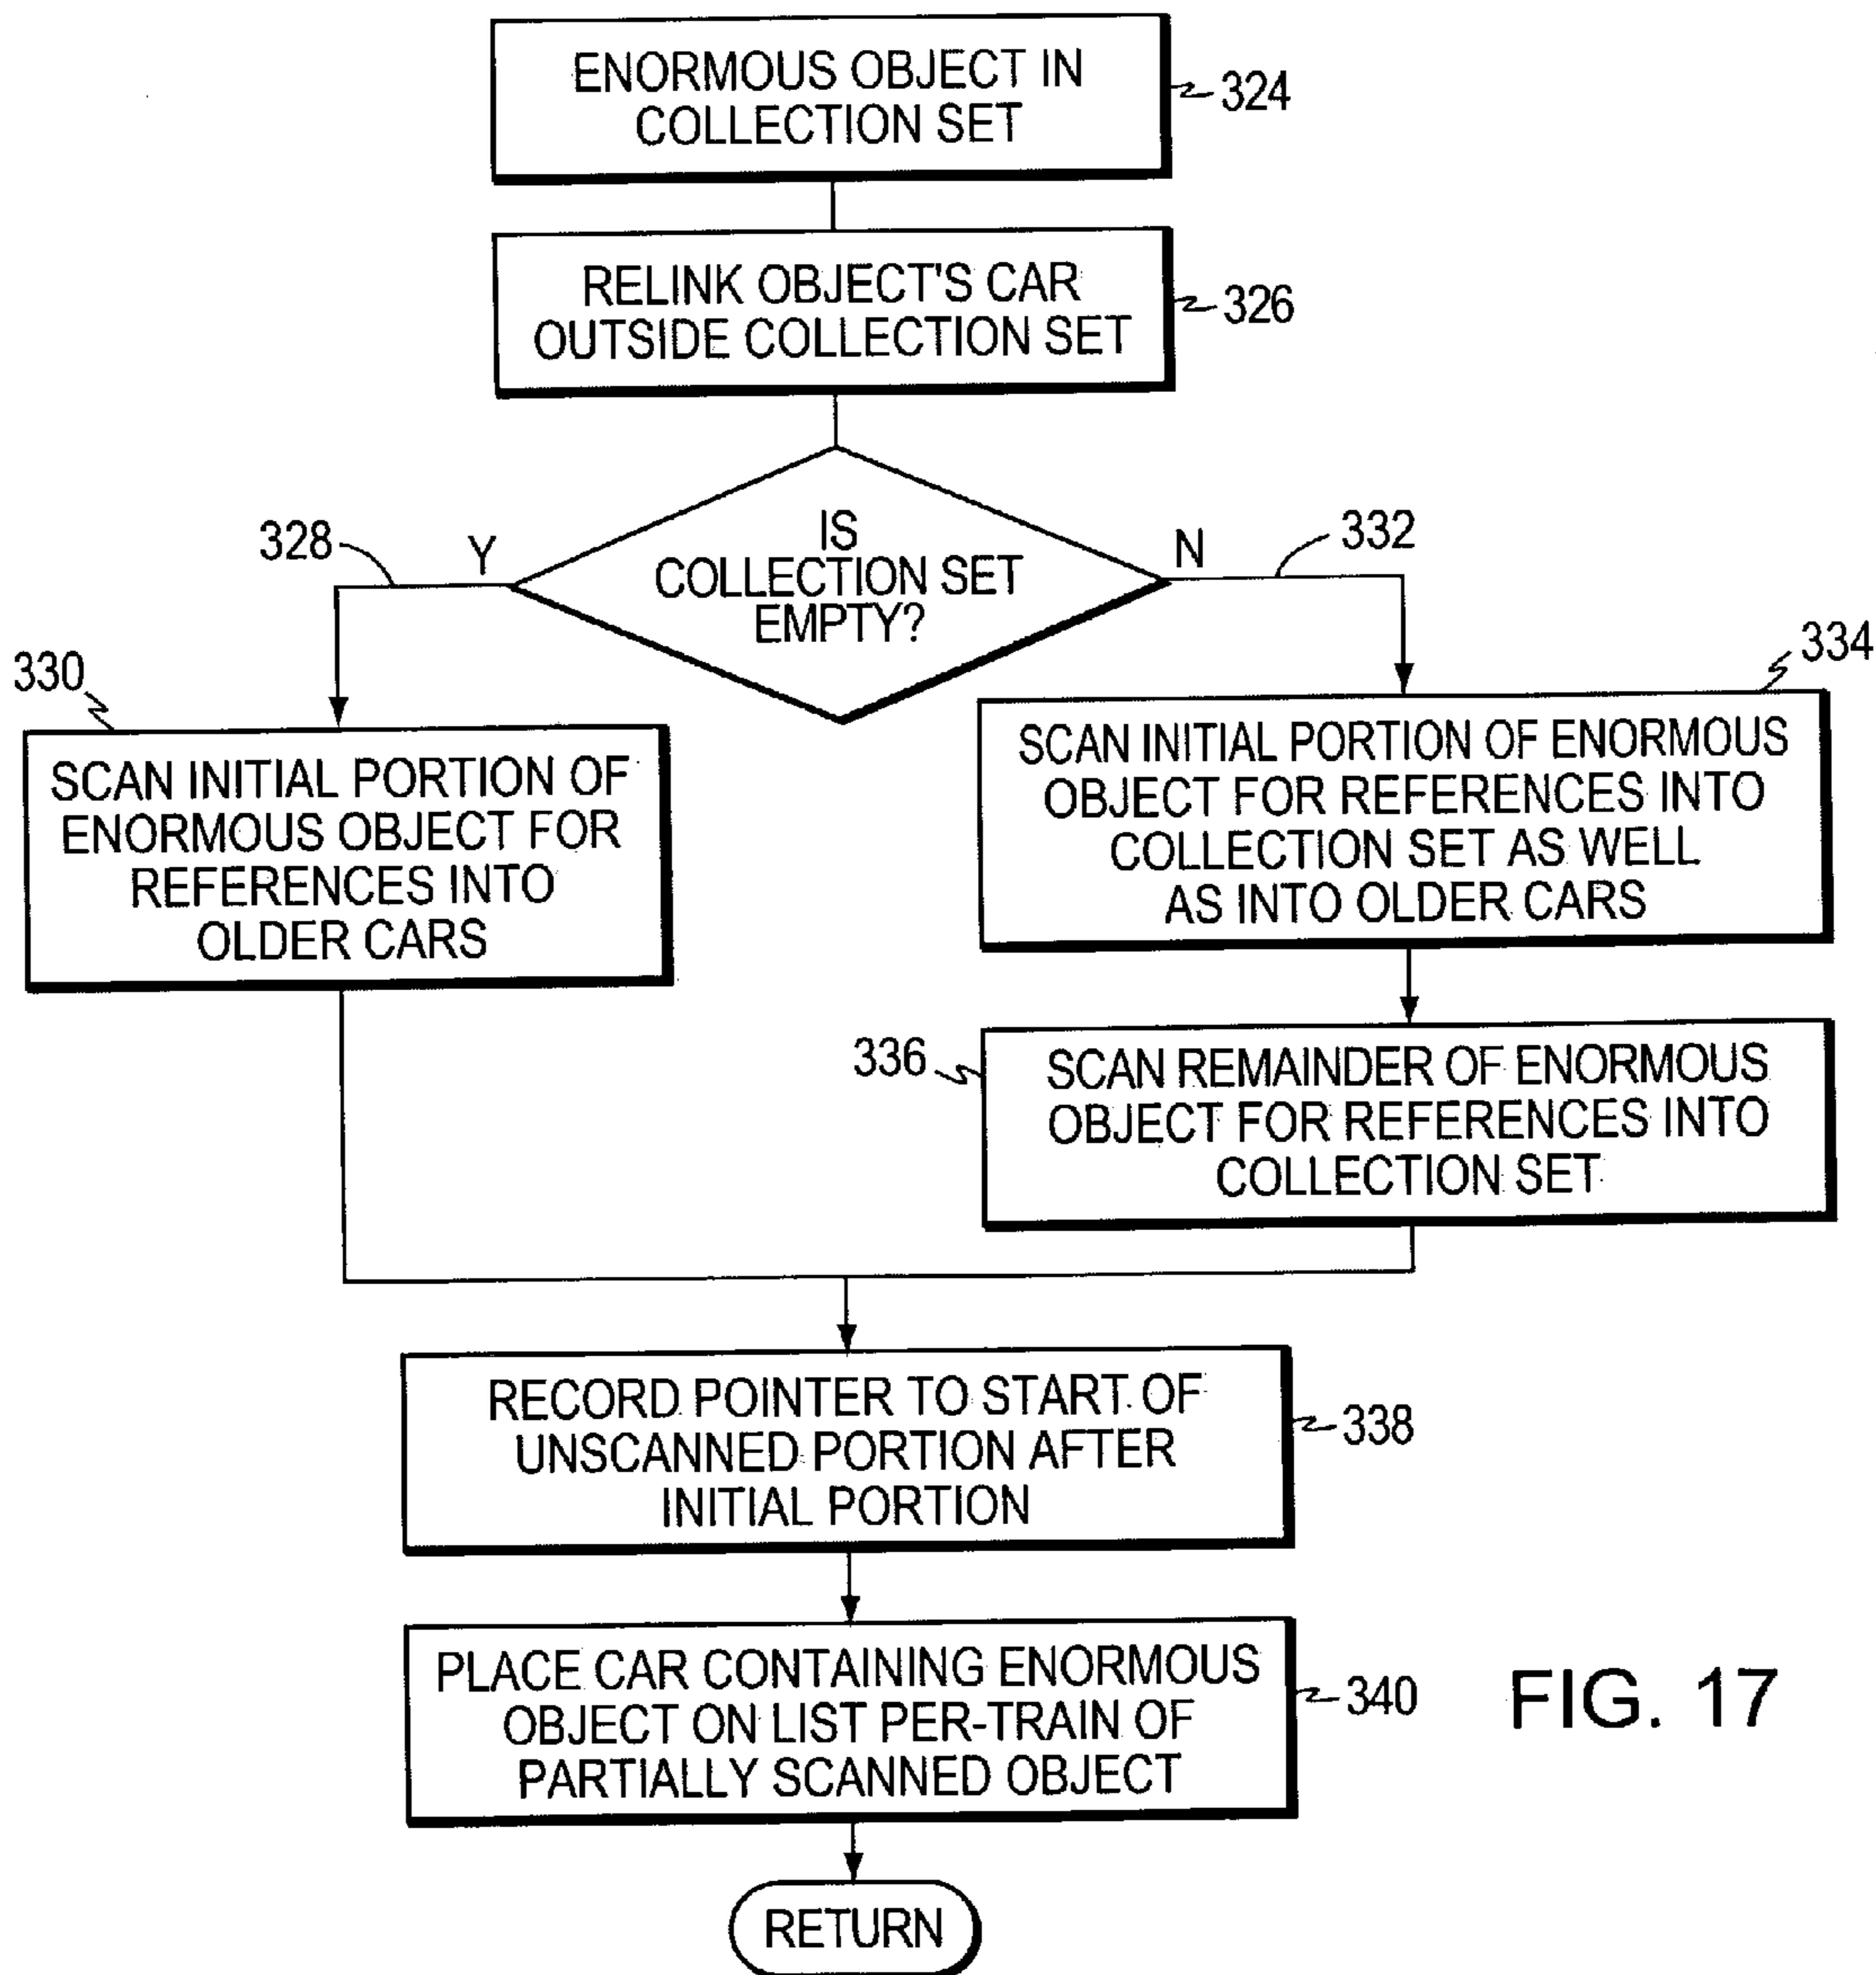 ENORMOUS OBJECT IN
COLLECTION SET
324
RELINK OBJECT'S CAR
OUTSIDE COLLECTION SET
326
IS
COLLECTION SET
EMPTY?
328
Y
N
332
330
SCAN INITIAL PORTION OF
ENORMOUS OBJECT FOR
REFERENCES INTO
OLDER CARS
334
SCAN INITIAL PORTION OF ENORMOUS
OBJECT FOR REFERENCES INTO
COLLECTION SET AS WELL
AS INTO OLDER CARS
336
SCAN REMAINDER OF ENORMOUS
OBJECT FOR REFERENCES INTO
COLLECTION SET
RECORD POINTER TO START OF
UNSCANNED PORTION AFTER
INITIAL PORTION
338
PLACE CAR CONTAINING ENORMOUS
OBJECT ON LIST PER-TRAIN OF
PARTIALLY SCANNED OBJECT
340
RETURN
FIG. 17